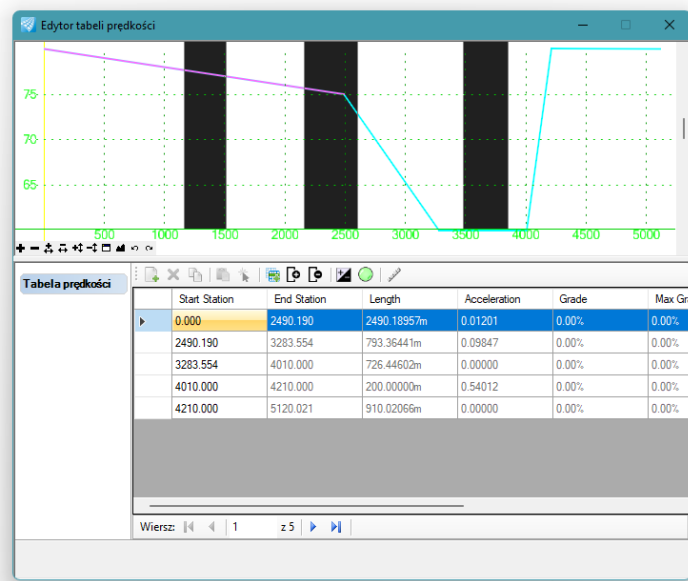 Edytor tabeli prędkości
75
70
65
500 1000 1500 2000 2500 3000 3500 4000 4500 5000
Tabela prędkości
Start Station End Station Length Acceleration Grade Max Gr
0.000 2490.190 2490.18957m 0.01201 0.00% 0.00%
2490.190 3283.554 793.36441m 0.09847 0.00% 0.00%
3283.554 4010.000 726.44602m 0.00000 0.00% 0.00%
4010.000 4210.000 200.00000m 0.54012 0.00% 0.00%
4210.000 5120.021 910.02066m 0.00000 0.00% 0.00%
Wiersz: 1 z 5